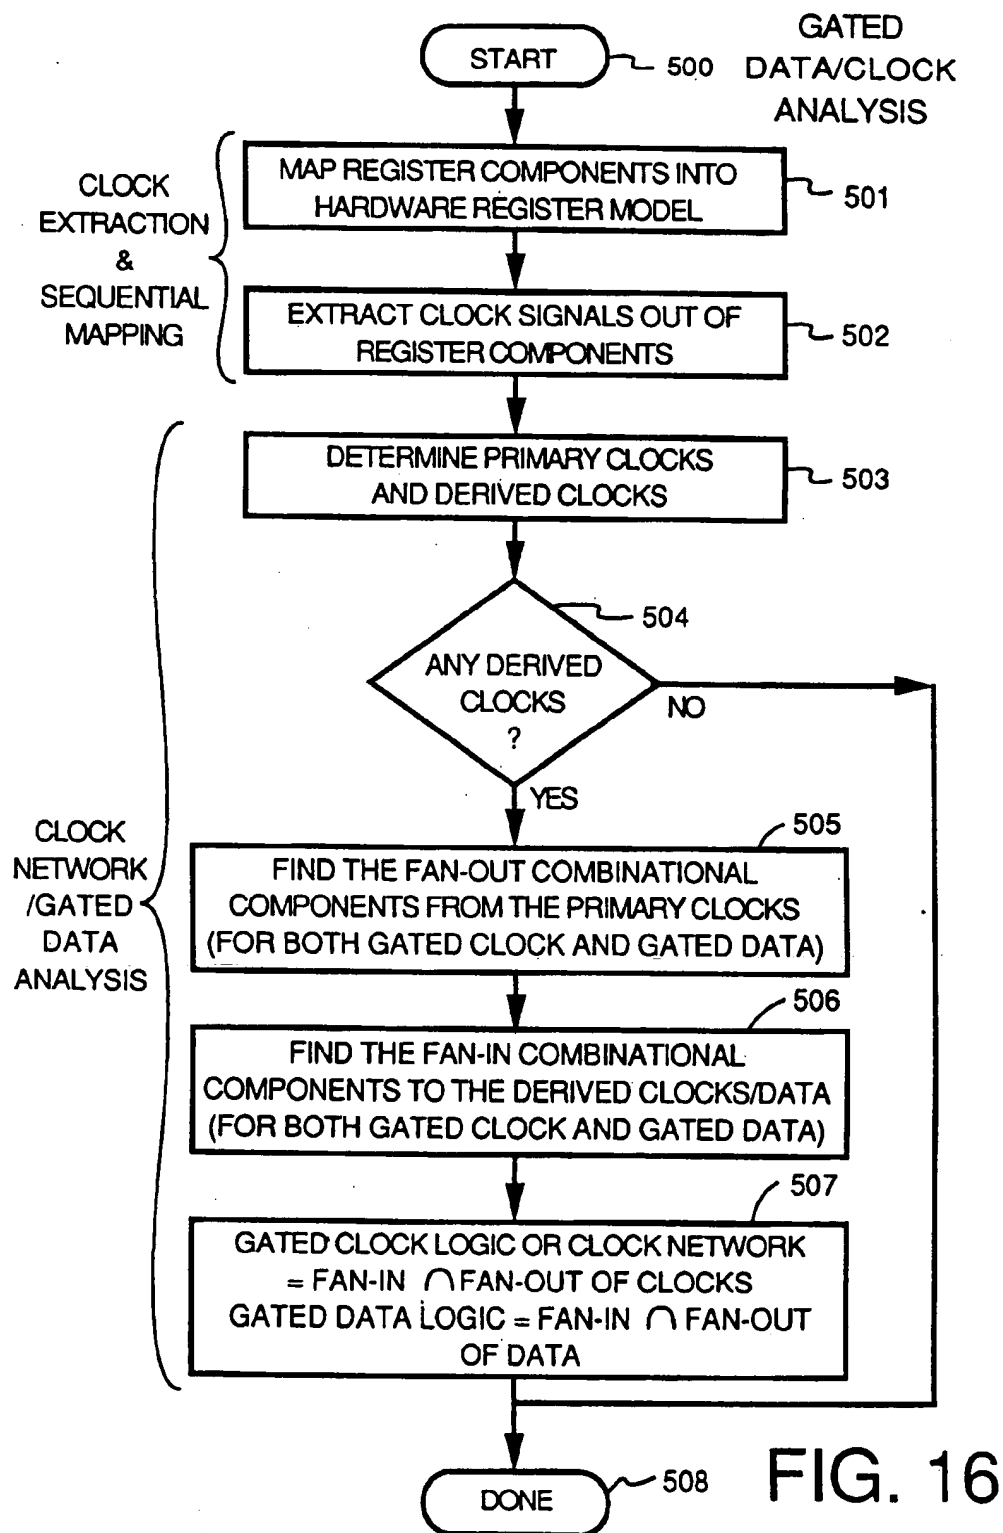 GATED
DATA/CLOCK
ANALYSIS
START
500
CLOCK
EXTRACTION
&
SEQUENTIAL
MAPPING
MAP REGISTER COMPONENTS INTO
HARDWARE REGISTER MODEL
501
EXTRACT CLOCK SIGNALS OUT OF
REGISTER COMPONENTS
502
DETERMINE PRIMARY CLOCKS
AND DERIVED CLOCKS
503
504
ANY DERIVED
CLOCKS
?
NO
YES
CLOCK
NETWORK
/GATED
DATA
ANALYSIS
505
FIND THE FAN-OUT COMBINATIONAL
COMPONENTS FROM THE PRIMARY CLOCKS
(FOR BOTH GATED CLOCK AND GATED DATA)
506
FIND THE FAN-IN COMBINATIONAL
COMPONENTS TO THE DERIVED CLOCKS/DATA
(FOR BOTH GATED CLOCK AND GATED DATA)
507
GATED CLOCK LOGIC OR CLOCK NETWORK
= FAN-IN ∩ FAN-OUT OF CLOCKS
GATED DATA LOGIC = FAN-IN ∩ FAN-OUT
OF DATA
DONE
508
FIG. 16